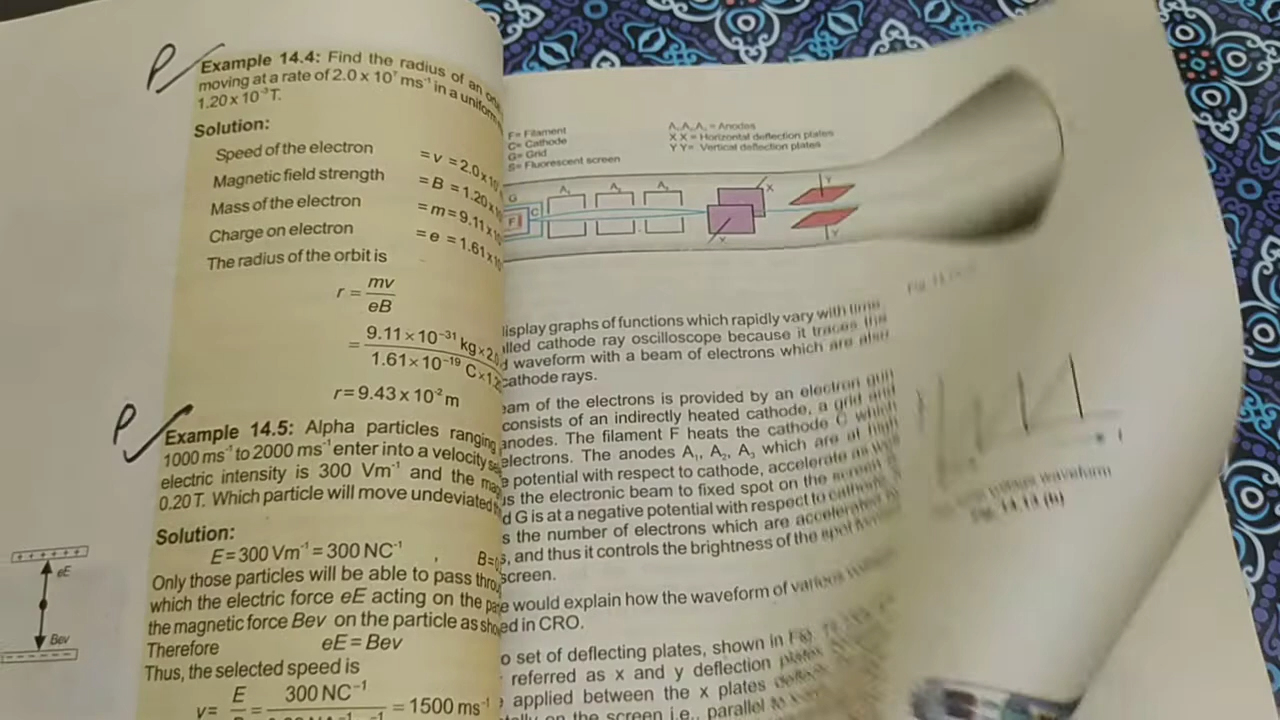 P
Example 14.4: Find the radius of an
moving at a rate of 2.0 x 10⁷ ms⁻¹ in a uniform
1.20 x 10⁻³T.
Solution:
Speed of the electron = v = 2.0 x 10
Magnetic field strength = B = 1.20 x
Mass of the electron = m = 9.11 x 10
Charge on electron = e = 1.61 x 10
The radius of the orbit is
r = mv
eB
= 9.11 × 10⁻³¹ kg × 2.0
1.61 × 10⁻¹⁹ C × 1.2
r = 9.43 x 10⁻² m
P
Example 14.5: Alpha particles ranging
1000 ms⁻¹ to 2000 ms⁻¹ enter into a velocity
electric intensity is 300 Vm⁻¹ and the
0.20 T. Which particle will move undeviated
Solution:
E = 300 Vm⁻¹ = 300 NC⁻¹ , B=
Only those particles will be able to pass
which the electric force eE acting on the
the magnetic force Bev on the particle as
Therefore eE = Bev
Thus, the selected speed is
v= E = 300 NC⁻¹ = 1500 ms⁻¹
+ + + + + +
eE
Bev
F= Filament
C= Cathode
G= Grid
S= Fluorescent screen
A₁A₂A₃ = Anodes
X X = Horizontal deflection plates
Y Y = Vertical deflection plates
G
C
F
A₁
A₂
A₃
X
X
Y
Y
display graphs of functions which rapidly vary with time
called cathode ray oscilloscope because it traces the
waveform with a beam of electrons which are also
cathode rays.
of the electrons is provided by an electron gun
consists of an indirectly heated cathode, a grid and
anodes. The filament F heats the cathode C which
electrons. The anodes A₁, A₂, A₃ which are at high
potential with respect to cathode, accelerate as well
the electronic beam to fixed spot on the screen
G is at a negative potential with respect to cathode
the number of electrons which are accelerated
and thus it controls the brightness of the spot
screen.
would explain how the waveform of various
in CRO.
set of deflecting plates, shown in Fig.
referred as x and y deflection plates
applied between the x plates
on the screen i.e., parallel to
t
voltage waveform
Fig. 14.14 (b)